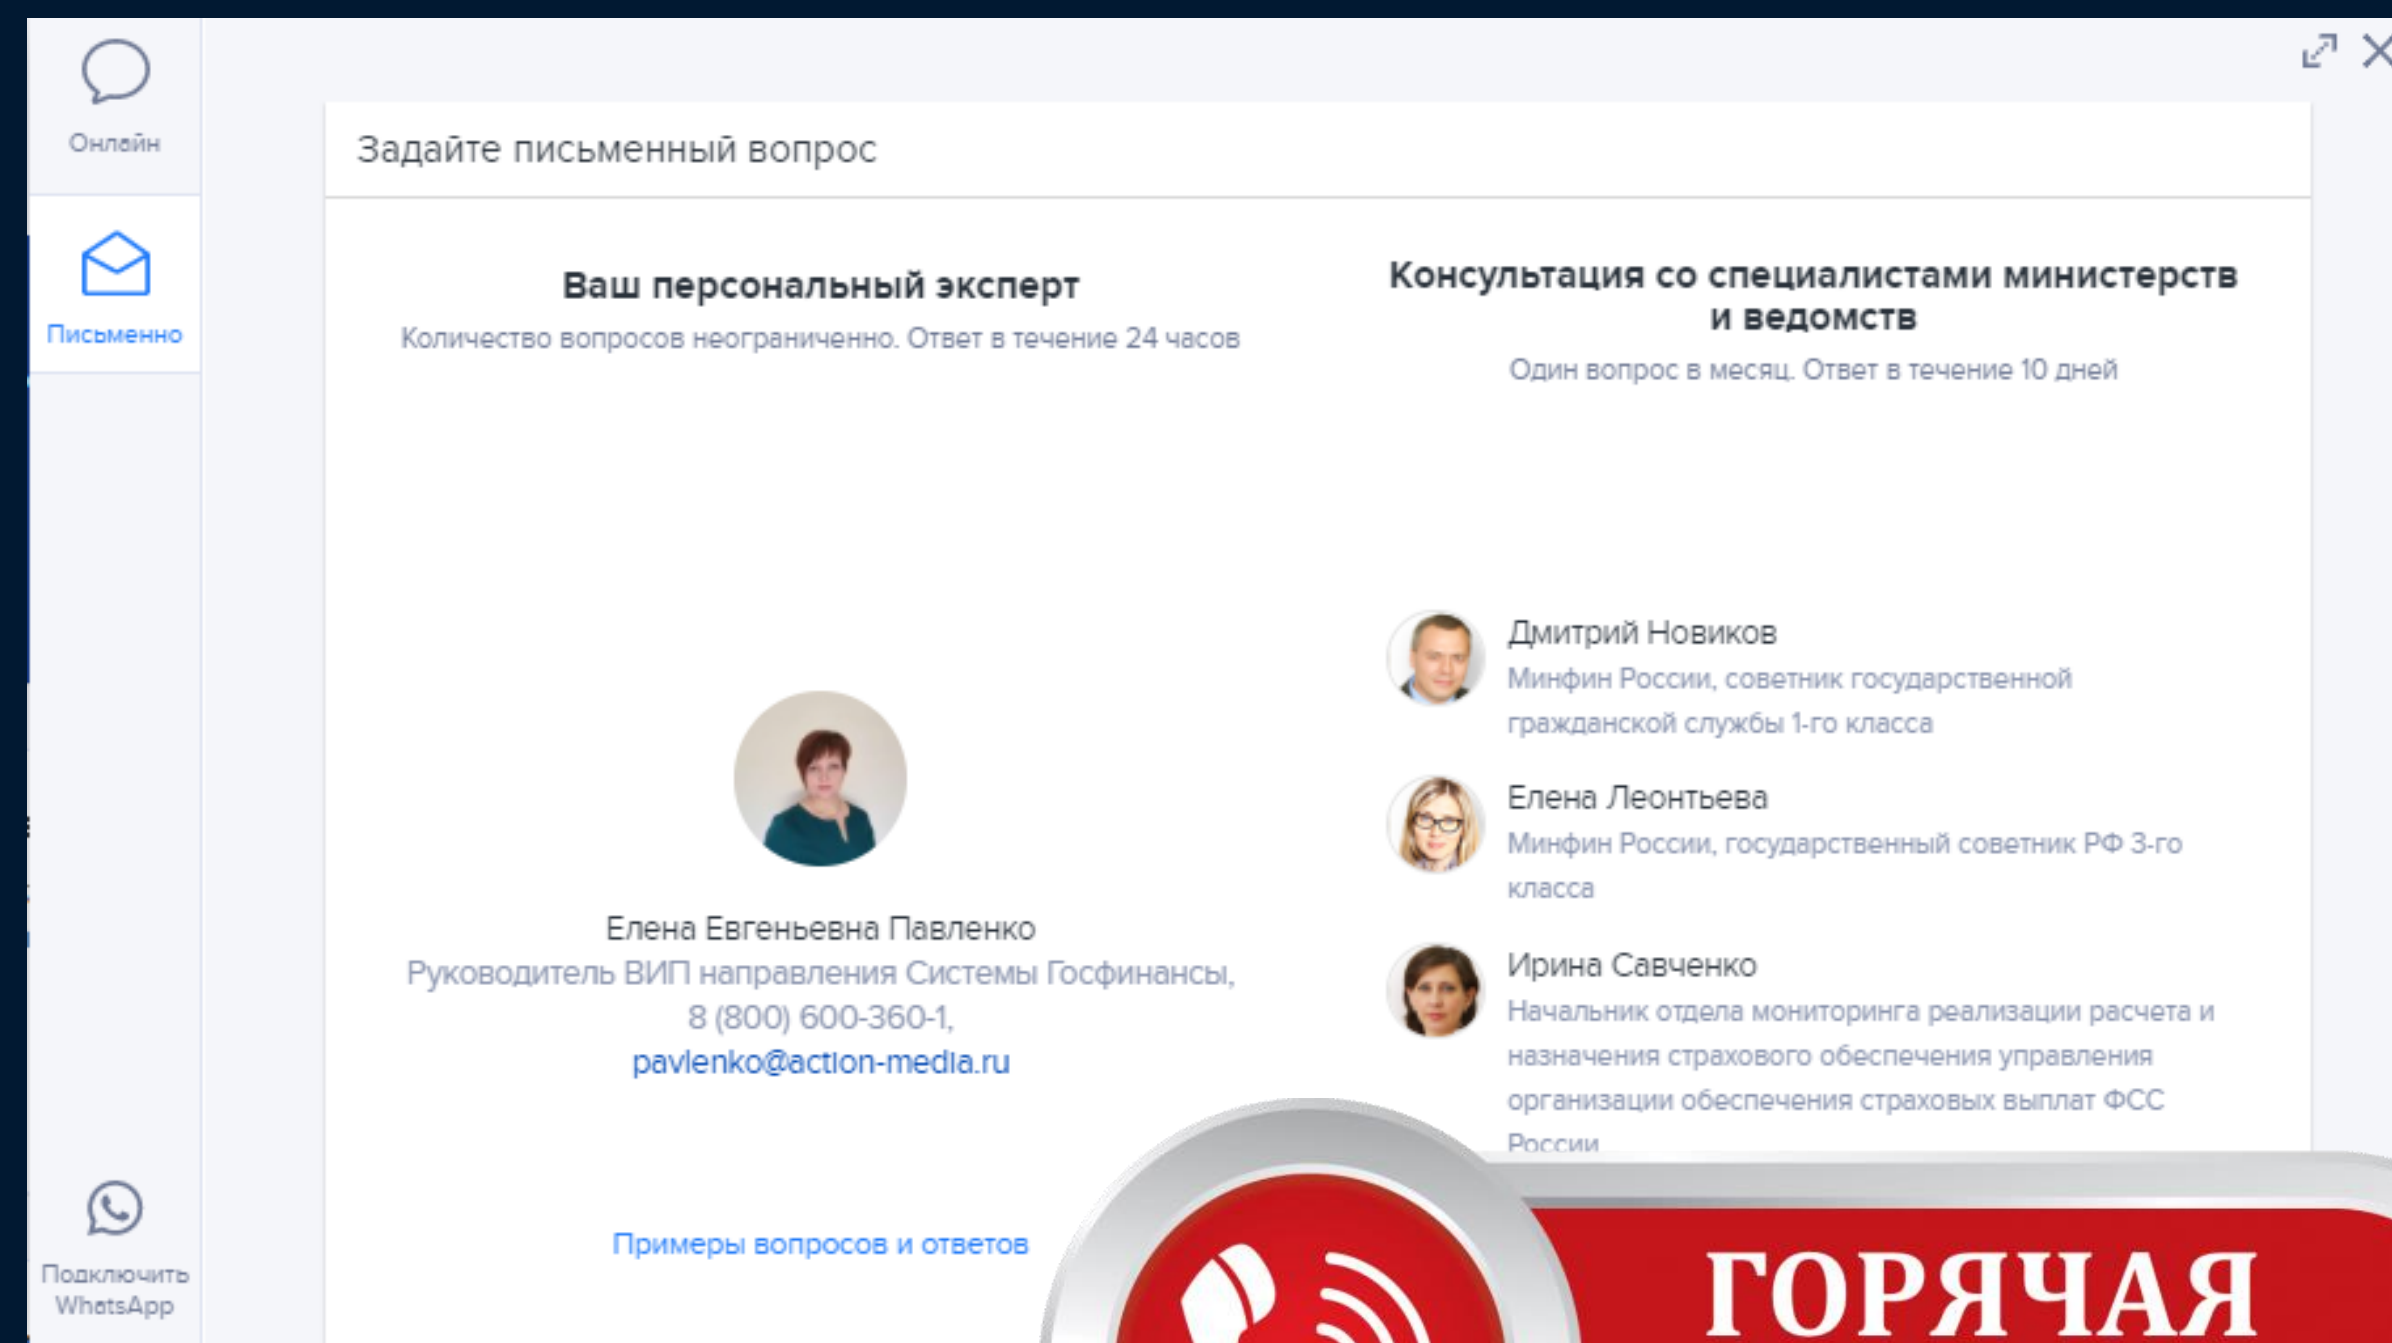 Онлайн
Письменно
Подключить
WhatsApp
Задайте письменный вопрос
Ваш персональный эксперт
Количество вопросов неограниченно. Ответ в течение 24 часов
Елена Евгеньевна Павленко
Руководитель ВИП направления Системы Госфинансы,
8 (800) 600-360-1,
pavlenko@action-media.ru
Примеры вопросов и ответов
Консультация со специалистами министерств
и ведомств
Один вопрос в месяц. Ответ в течение 10 дней
Дмитрий Новиков
Минфин России, советник государственной
гражданской службы 1-го класса
Елена Леонтьева
Минфин России, государственный советник РФ 3-го
класса
Ирина Савченко
Начальник отдела мониторинга реализации расчета и
назначения страхового обеспечения управления
организации обеспечения страховых выплат ФСС
России
ГОРЯЧАЯ